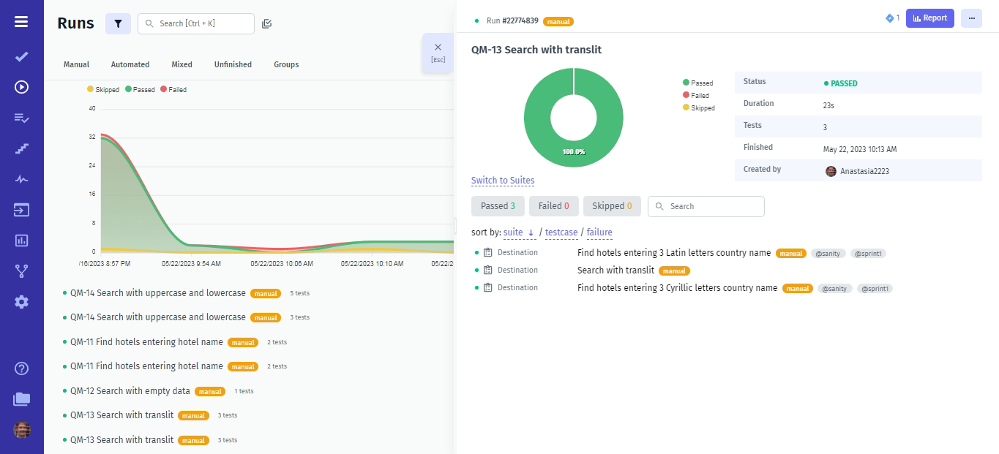 Runs
Search [Ctrl + K]
Manual Automated Mixed Unfinished Groups
[Esc]
Skipped Passed Failed
40
32
24
16
8
0
/16/2023 8:57 PM 05/22/2023 9:54 AM 05/22/2023 10:06 AM 05/22/2023 10:10 AM 05/22/2
QM-14 Search with uppercase and lowercase manual 5 tests
QM-14 Search with uppercase and lowercase manual 3 tests
QM-11 Find hotels entering hotel name manual 2 tests
QM-11 Find hotels entering hotel name manual 2 tests
QM-12 Search with empty data manual 1 tests
QM-13 Search with translit manual 3 tests
QM-13 Search with translit manual 3 tests
Run #22774839 manual
1 Report ...
QM-13 Search with translit
100.0%
Passed
Failed
Skipped
Status PASSED
Duration 23s
Tests 3
Finished May 22, 2023 10:13 AM
Created by Anastasia2223
Switch to Suites
Passed 3 Failed 0 Skipped 0 Search
sort by: suite ↓ / testcase / failure
Destination Find hotels entering 3 Latin letters country name manual @sanity @sprint1
Destination Search with translit manual
Destination Find hotels entering 3 Cyrillic letters country name manual @sanity @sprint1